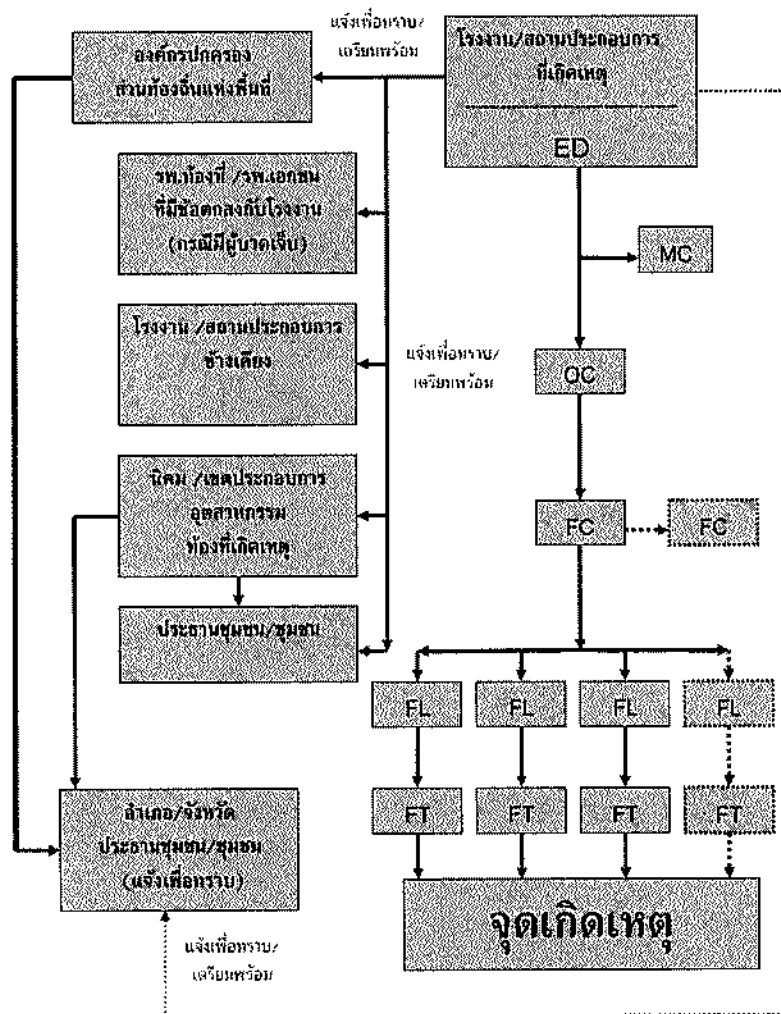 แจ้งเพื่อทราบ/
เตรียมพร้อม
องค์กรปกครอง
ส่วนท้องถิ่นแห่งพื้นที่
โรงงาน/สถานประกอบการ
ที่เกิดเหตุ
ED
รพ.ท้องที่ /รพ.เอกชน
ที่มีข้อตกลงกับโรงงาน
(กรณีมีผู้บาดเจ็บ)
MC
โรงงาน /สถานประกอบการ
ข้างเคียง
แจ้งเพื่อทราบ/
เตรียมพร้อม
OC
นิคม /เขตประกอบการ
อุตสาหกรรม
ท้องที่เกิดเหตุ
FC
FC
ประธานชุมชน/ชุมชน
FL
FL
FL
FL
อำเภอ/จังหวัด
ประธานชุมชน/ชุมชน
(แจ้งเพื่อทราบ)
FT
FT
FT
FT
จุดเกิดเหตุ
แจ้งเพื่อทราบ/
เตรียมพร้อม